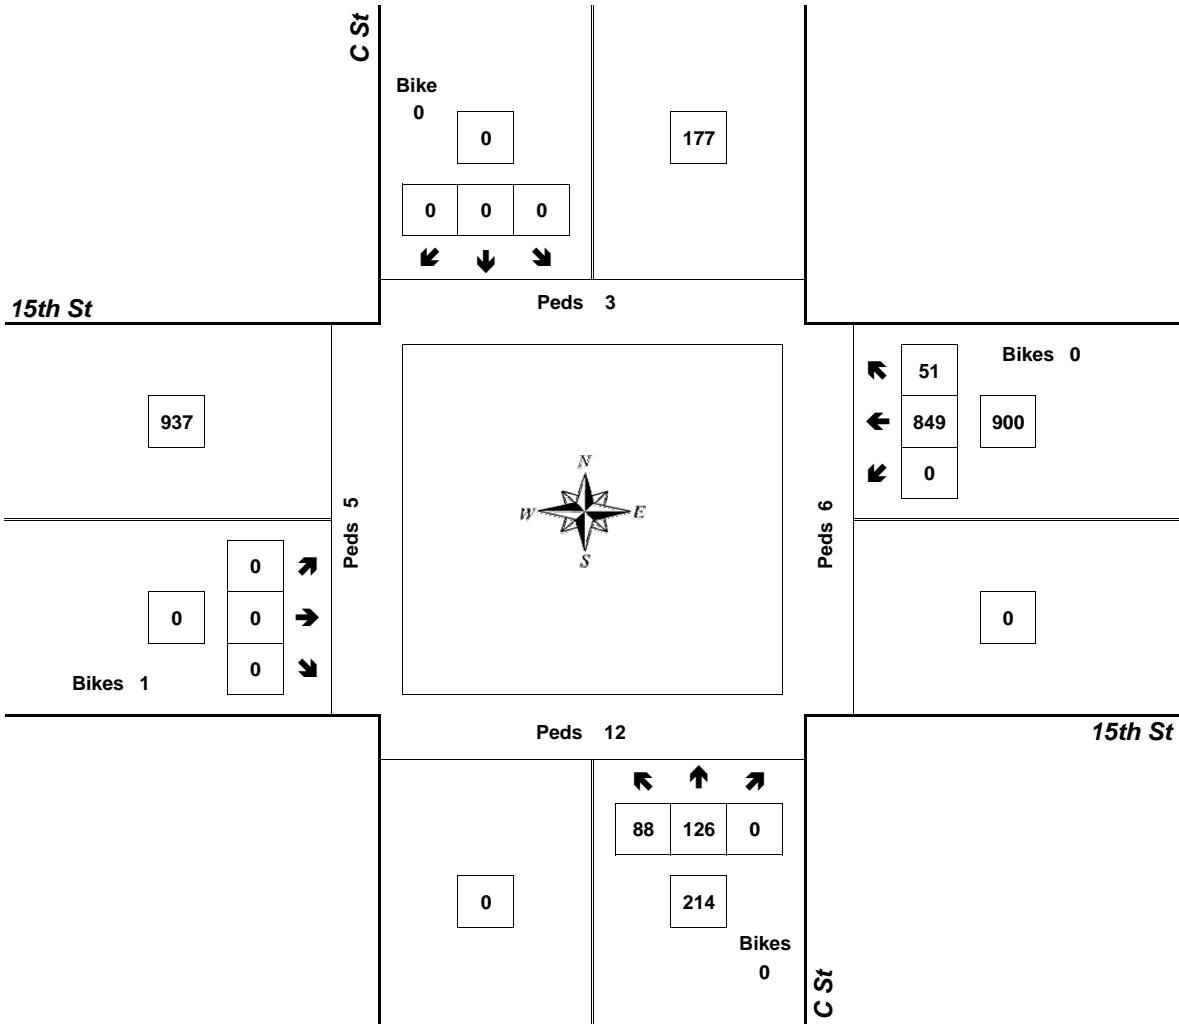 C St
Bike
0
0
177
0 0 0
Peds 3
15th St
51
Bikes 0
937
849 900
0
N
W E
S
Peds 5
Peds 6
0
0 0
0
0
Bikes 1
Peds 12
15th St
88 126 0
0
214
Bikes
0
C St